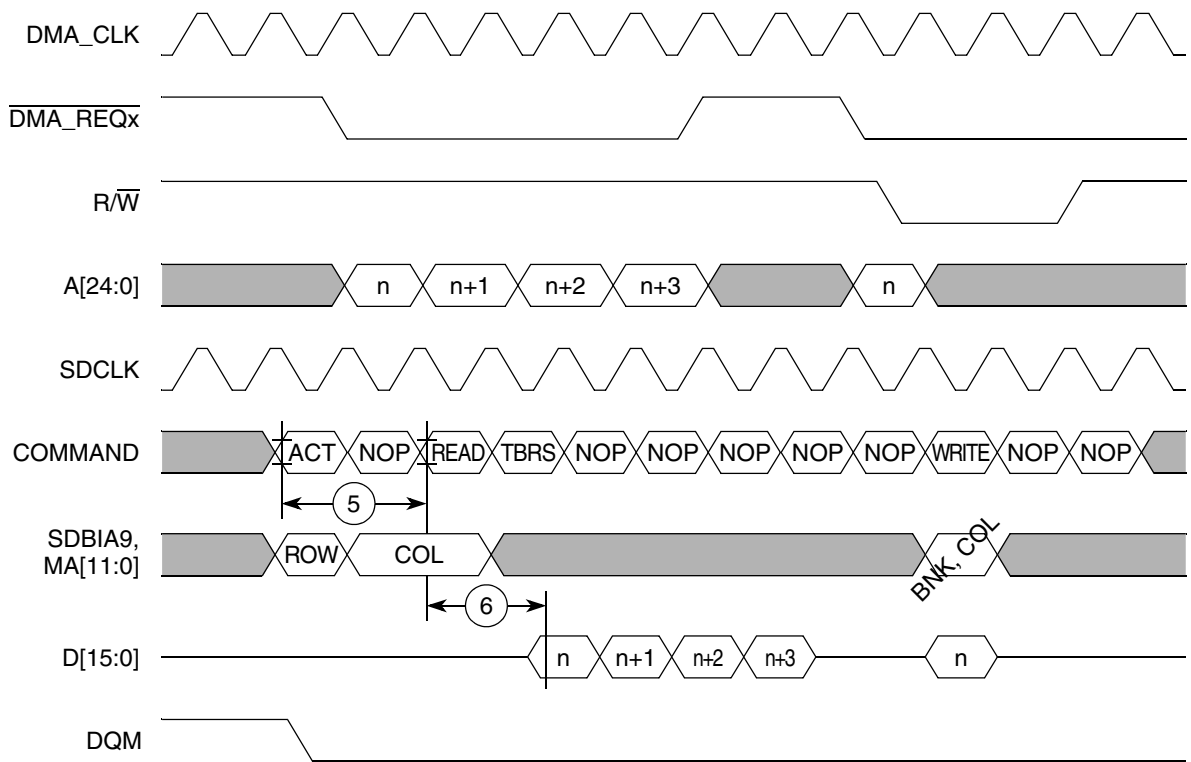 DMA_CLK
DMA_REQx
R/W
A[24:0] n n+1 n+2 n+3 n
SDCLK
COMMAND ACT NOP READ TBRS NOP NOP NOP NOP NOP WRITE NOP NOP
5
SDBIA9,
MA[11:0] ROW COL BNK, COL
6
D[15:0] n n+1 n+2 n+3 n
DQM